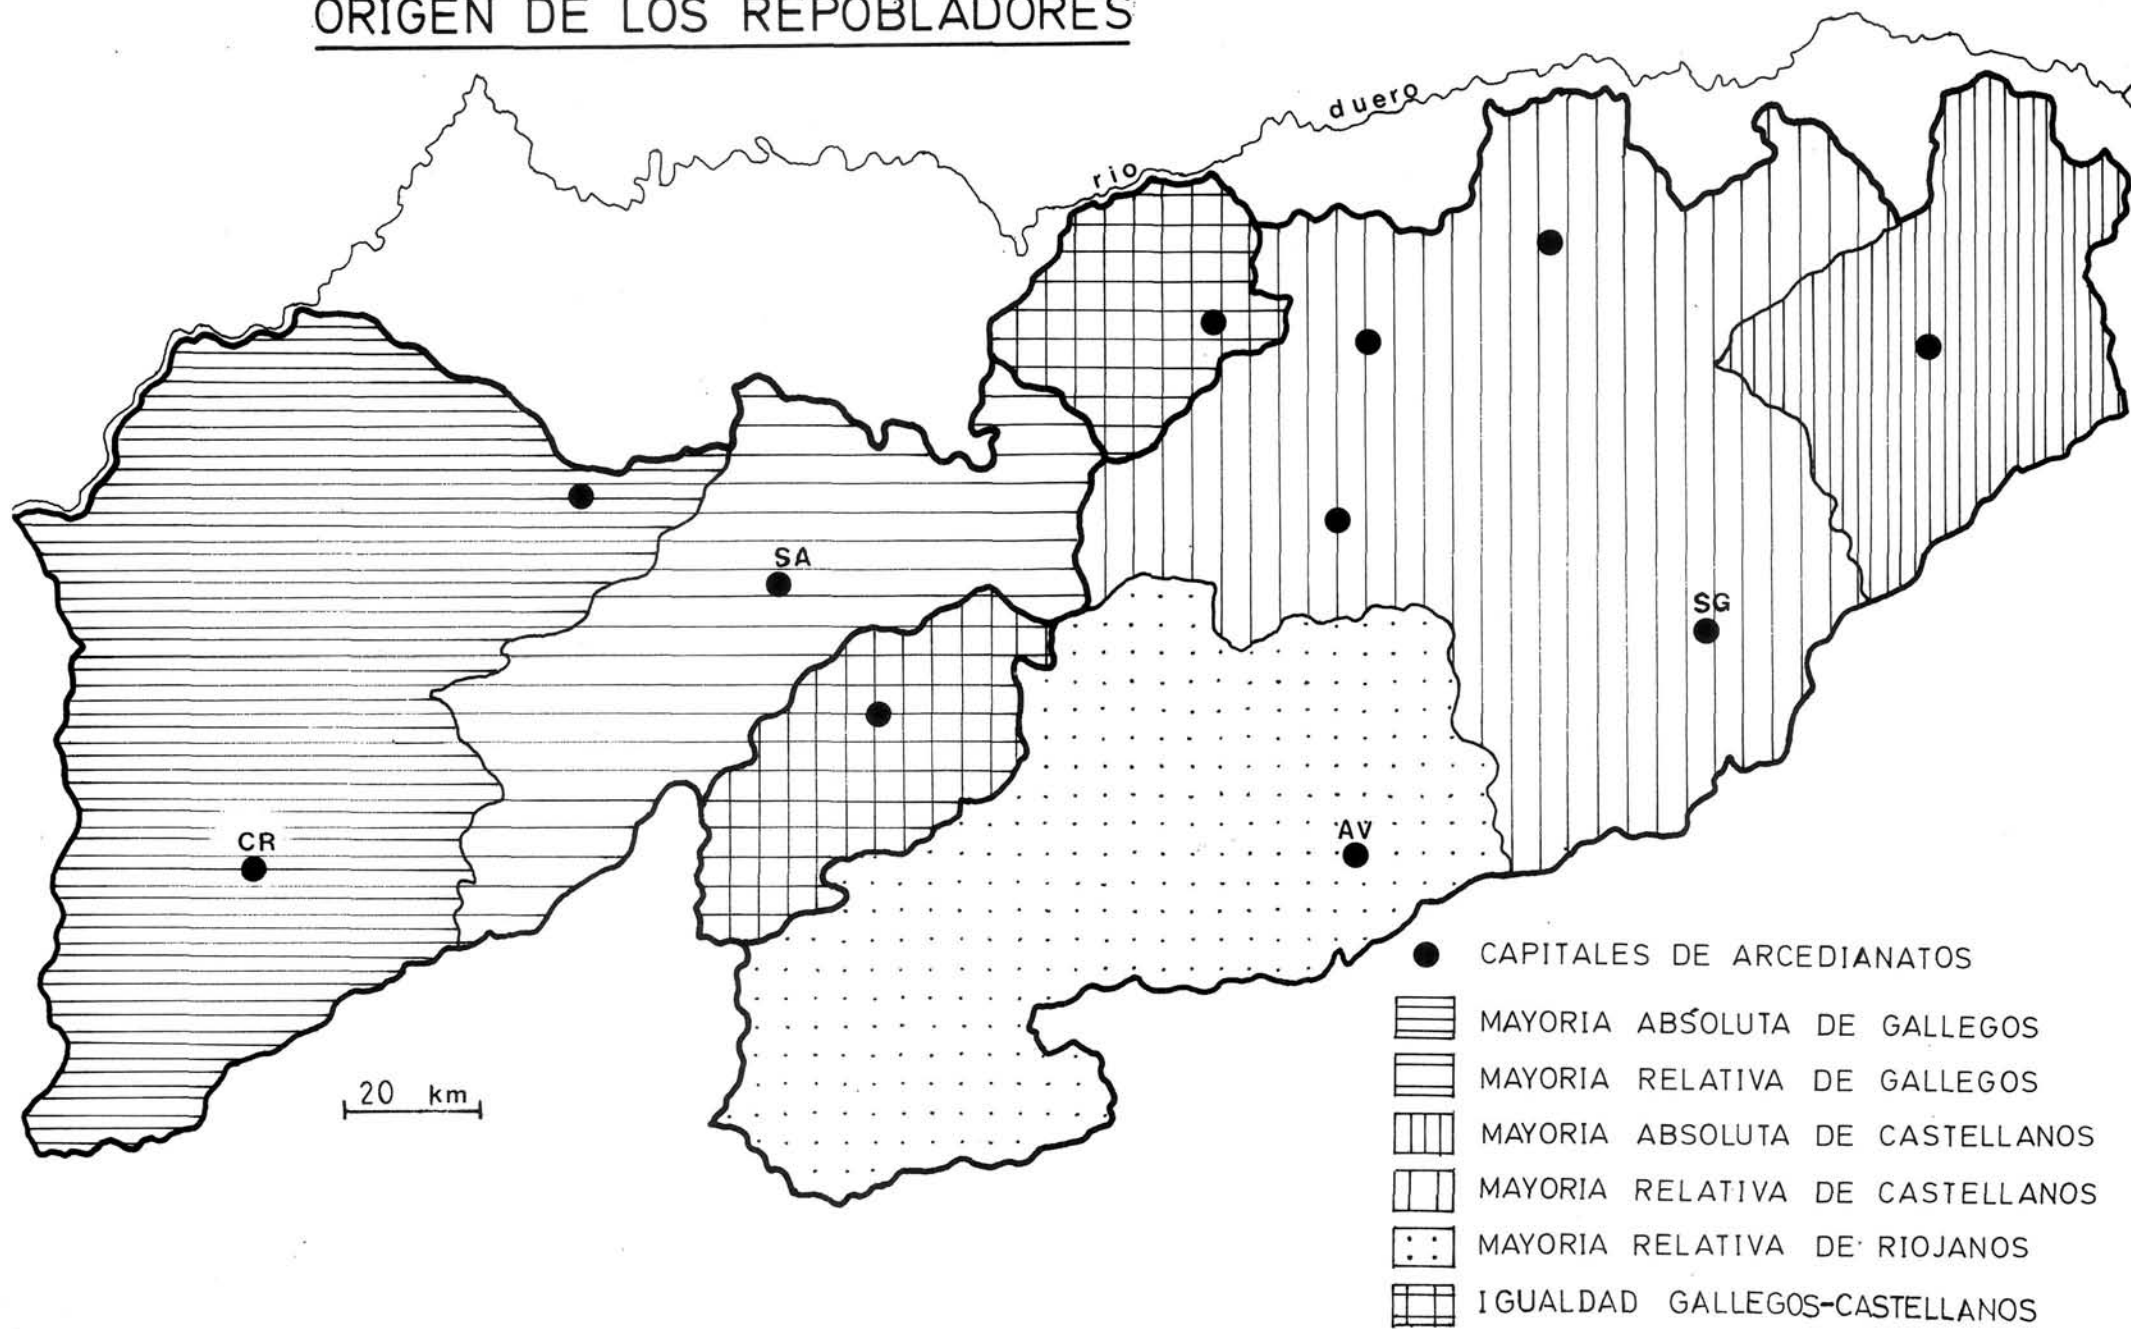 ORIGEN DE LOS REPOBLADORES
rio duero
SA
SG
CR
AV
20 km
CAPITALES DE ARCEDIANATOS
MAYORIA ABSOLUTA DE GALLEGOS
MAYORIA RELATIVA DE GALLEGOS
MAYORIA ABSOLUTA DE CASTELLANOS
MAYORIA RELATIVA DE CASTELLANOS
MAYORIA RELATIVA DE RIOJANOS
IGUALDAD GALLEGOS-CASTELLANOS